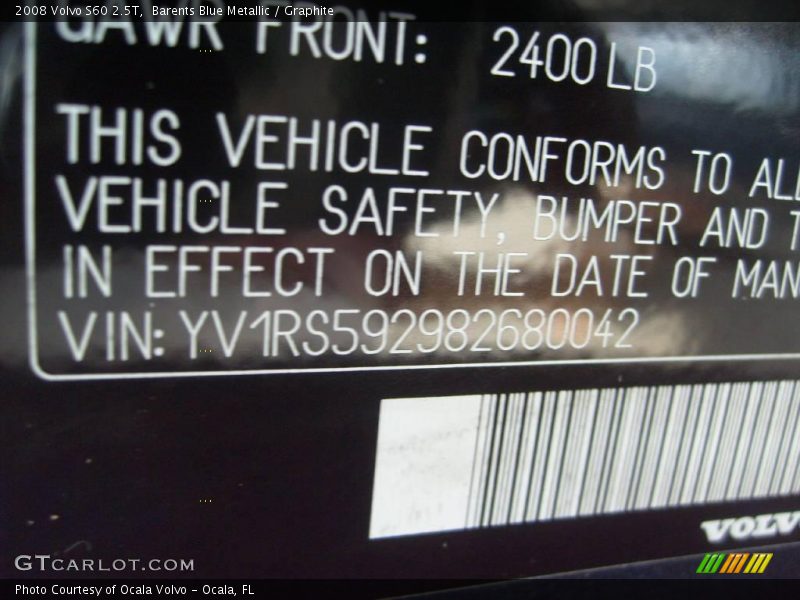 2008 Volvo S60 2.5T, Barents Blue Metallic / Graphite
GAWR FRONT: 2400 LB
THIS VEHICLE CONFORMS TO ALL
VEHICLE SAFETY, BUMPER AND T
IN EFFECT ON THE DATE OF MAN
VIN: YV1RS592982680042
VOLV
GTCARLOT.COM
Photo Courtesy of Ocala Volvo - Ocala, FL